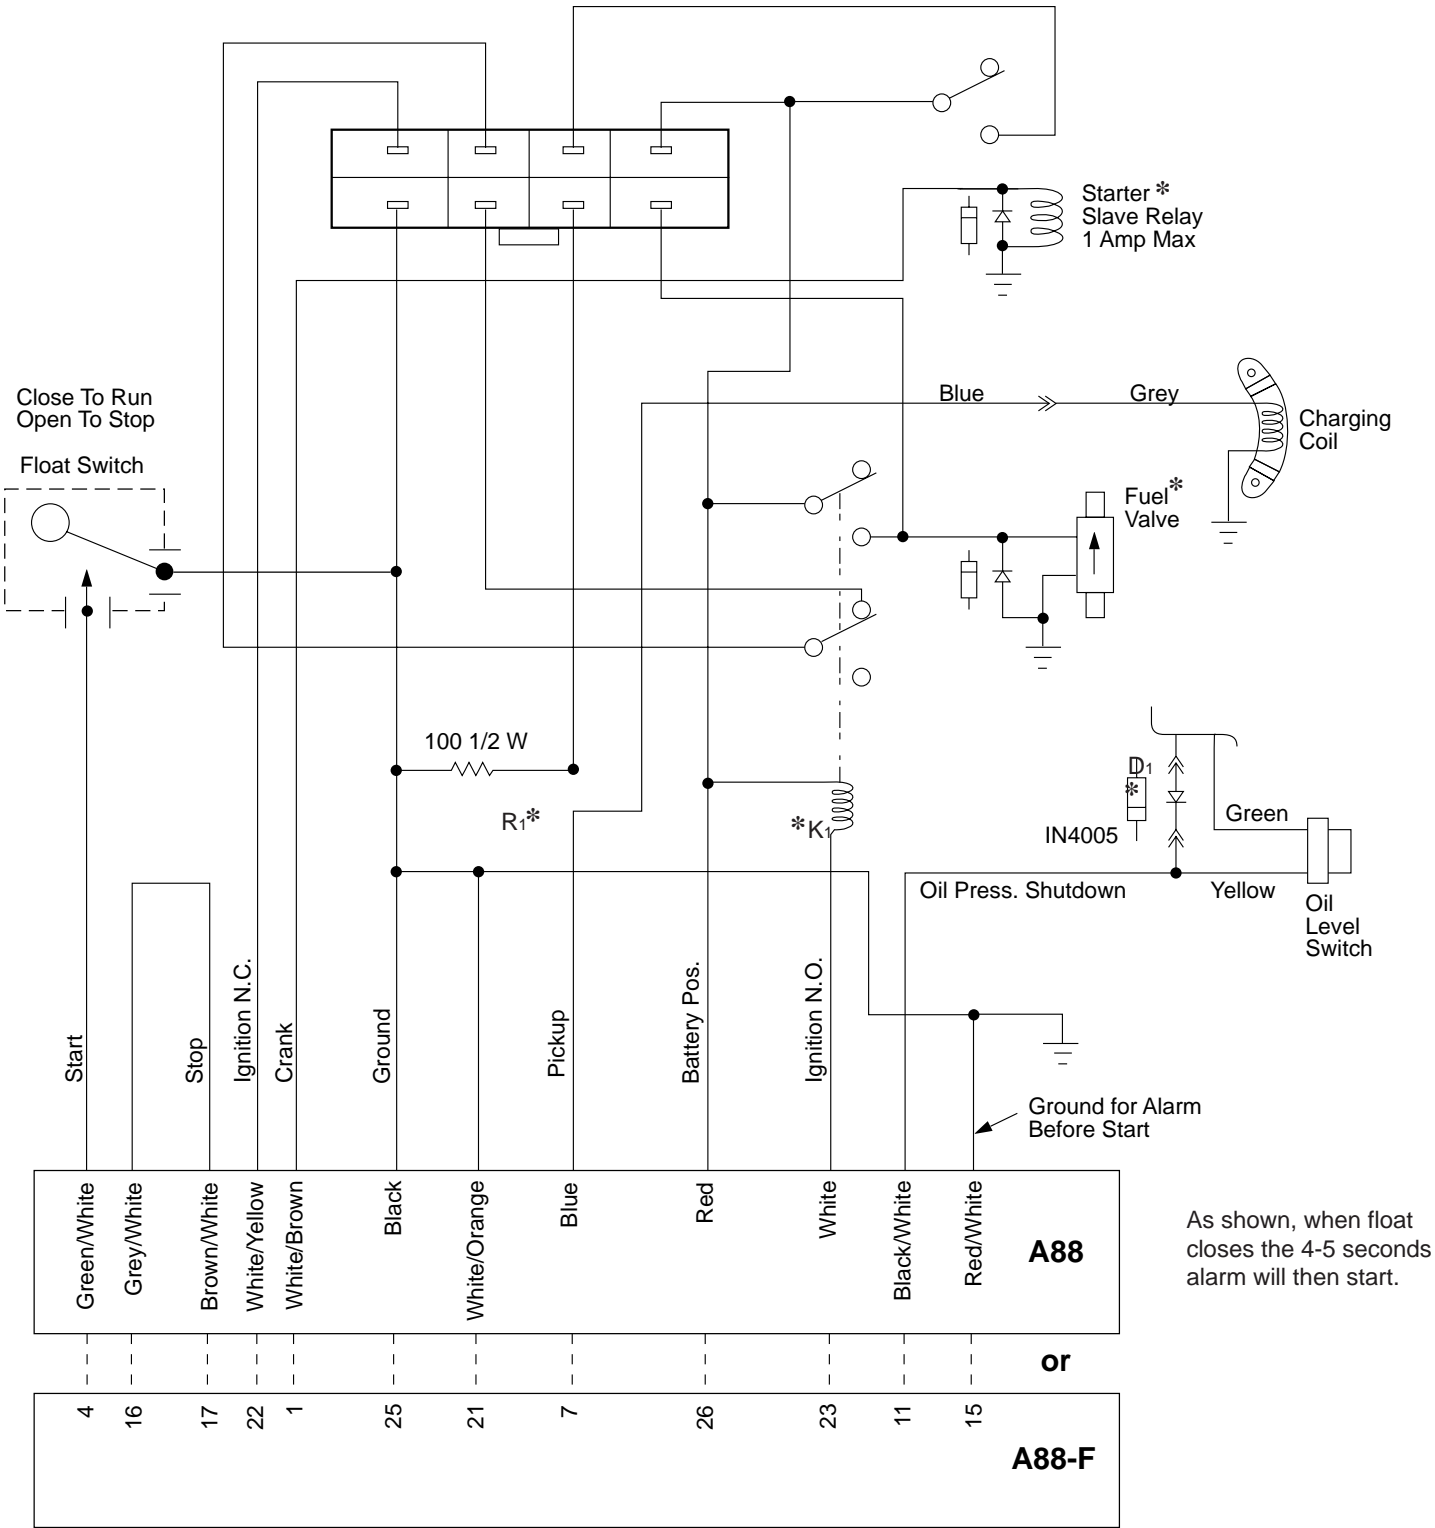 Starter *
Slave Relay
1 Amp Max
Close To Run
Open To Stop
Float Switch
Blue
Grey
Charging
Coil
Fuel*
Valve
100 1/2 W
R1*
*K1
D1
*
IN4005
Green
Oil Press. Shutdown
Yellow
Oil
Level
Switch
Start
Stop
Ignition N.C.
Crank
Ground
Pickup
Battery Pos.
Ignition N.O.
Ground for Alarm
Before Start
Green/White
Grey/White
Brown/White
White/Yellow
White/Brown
Black
White/Orange
Blue
Red
White
Black/White
Red/White
A88
As shown, when float
closes the 4-5 seconds
alarm will then start.
or
4
16
17
22
1
25
21
7
26
23
11
15
A88-F